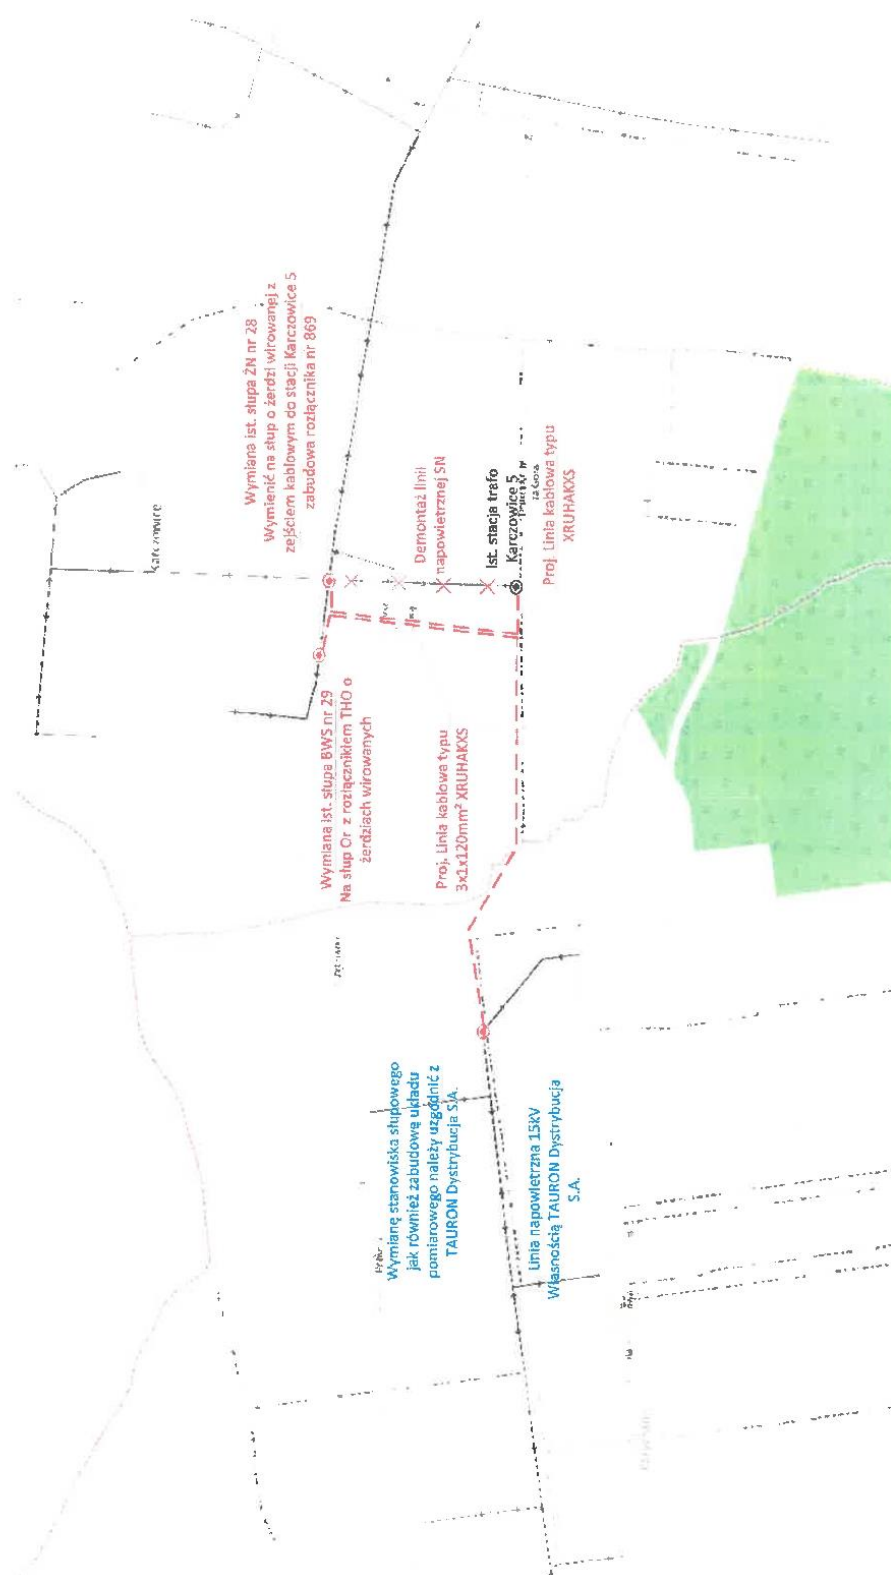 Wymiana ist. słupa ŻN nr 28
Wymienić na słup o żerdzi wirowanej z
zejściem kablowym do stacji Karczowice 5
zabudowa rozłącznika nr 869
Karczowice
Demontaż linii
napowietrznej SN
Ist. stacja trafo
Karczowice 5
Proj. Linia kablowa typu
XRUHAKXS
Wymiana ist. słupa BWS nr 29
Na słup Or z rozłącznikiem THO o
żerdziach wirowanych
Proj. Linia kablowa typu
3x1x120mm² XRUHAKXS
Wymianę stanowiska słupowego
jak również zabudowę układu
pomiarowego należy uzgodnić z
TAURON Dystrybucja S.A.
Linia napowietrzna 15kV
Własnością TAURON Dystrybucja
S.A.